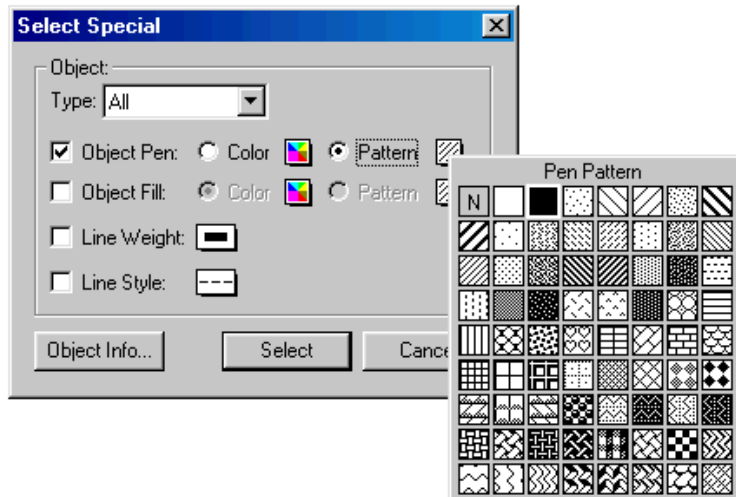 Select Special
Object:
Type: All
Object Pen: Color Pattern
Object Fill: Color Pattern
Line Weight:
Line Style:
Object Info... Select Cance
Pen Pattern
N